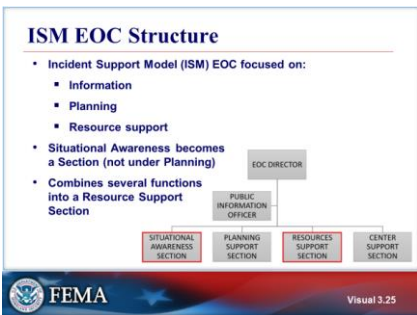 ISM EOC Structure
• Incident Support Model (ISM) EOC focused on:
▪ Information
▪ Planning
▪ Resource support
• Situational Awareness becomes
a Section (not under Planning)
• Combines several functions
into a Resource Support
Section
EOC DIRECTOR
PUBLIC
INFORMATION
OFFICER
SITUATIONAL
AWARENESS
SECTION
PLANNING
SUPPORT
SECTION
RESOURCES
SUPPORT
SECTION
CENTER
SUPPORT
SECTION
FEMA
Visual 3.25